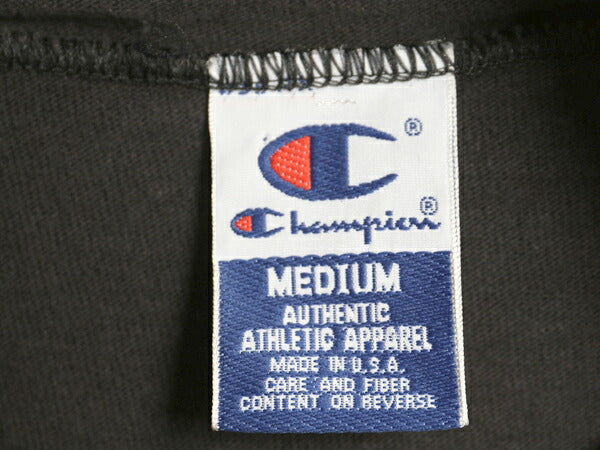 ®
Champion®
MEDIUM
AUTHENTIC
ATHLETIC APPAREL
MADE IN U.S.A.
CARE AND FIBER
CONTENT ON REVERSE